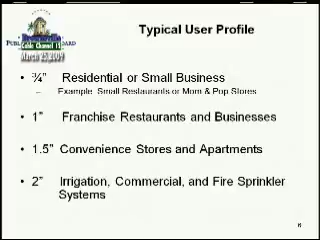 Typical User Profile
Cable Channel 15
March 25, 2009
• ¾" Residential or Small Business
– Example Small Restaurants or Mom & Pop Stores
• 1" Franchise Restaurants and Businesses
• 1.5" Convenience Stores and Apartments
• 2" Irrigation, Commercial, and Fire Sprinkler
Systems